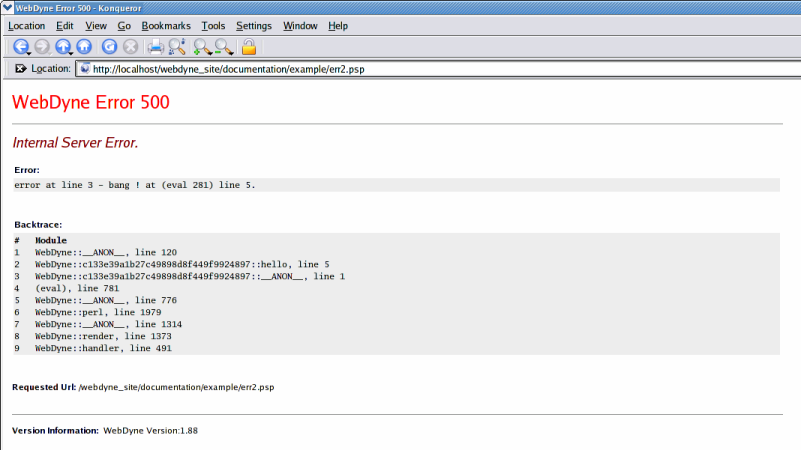 WebDyne Error 500 - Konqueror
Location Edit View Go Bookmarks Tools Settings Window Help
Location: http://localhost/webdyne_site/documentation/example/err2.psp
WebDyne Error 500
Internal Server Error.
Error:
error at line 3 - bang ! at (eval 281) line 5.
Backtrace:
# Module
1 WebDyne::__ANON__, line 120
2 WebDyne::c133e39a1b27c49898d8f449f9924897::hello, line 5
3 WebDyne::c133e39a1b27c49898d8f449f9924897::__ANON__, line 1
4 (eval), line 781
5 WebDyne::__ANON__, line 776
6 WebDyne::perl, line 1979
7 WebDyne::__ANON__, line 1314
8 WebDyne::render, line 1373
9 WebDyne::handler, line 491
Requested Url: /webdyne_site/documentation/example/err2.psp
Version Information: WebDyne Version:1.88